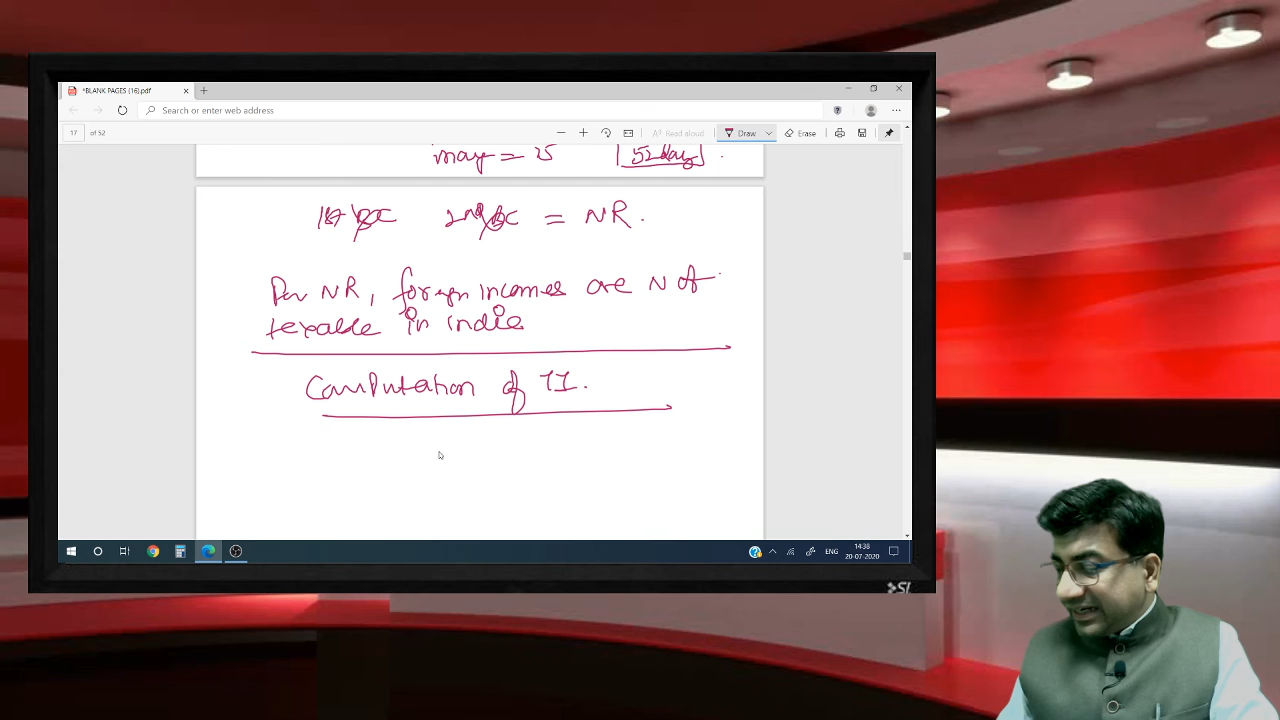 *BLANK PAGES (16).pdf
Search or enter web address
17 of 52
Read aloud
Draw
Erase
may = 25 52 days
1st BC 2nd BC = NR.
For NR, foreign incomes are Not
taxable in india
Computation of TI.
14:38
ENG
20-07-2020